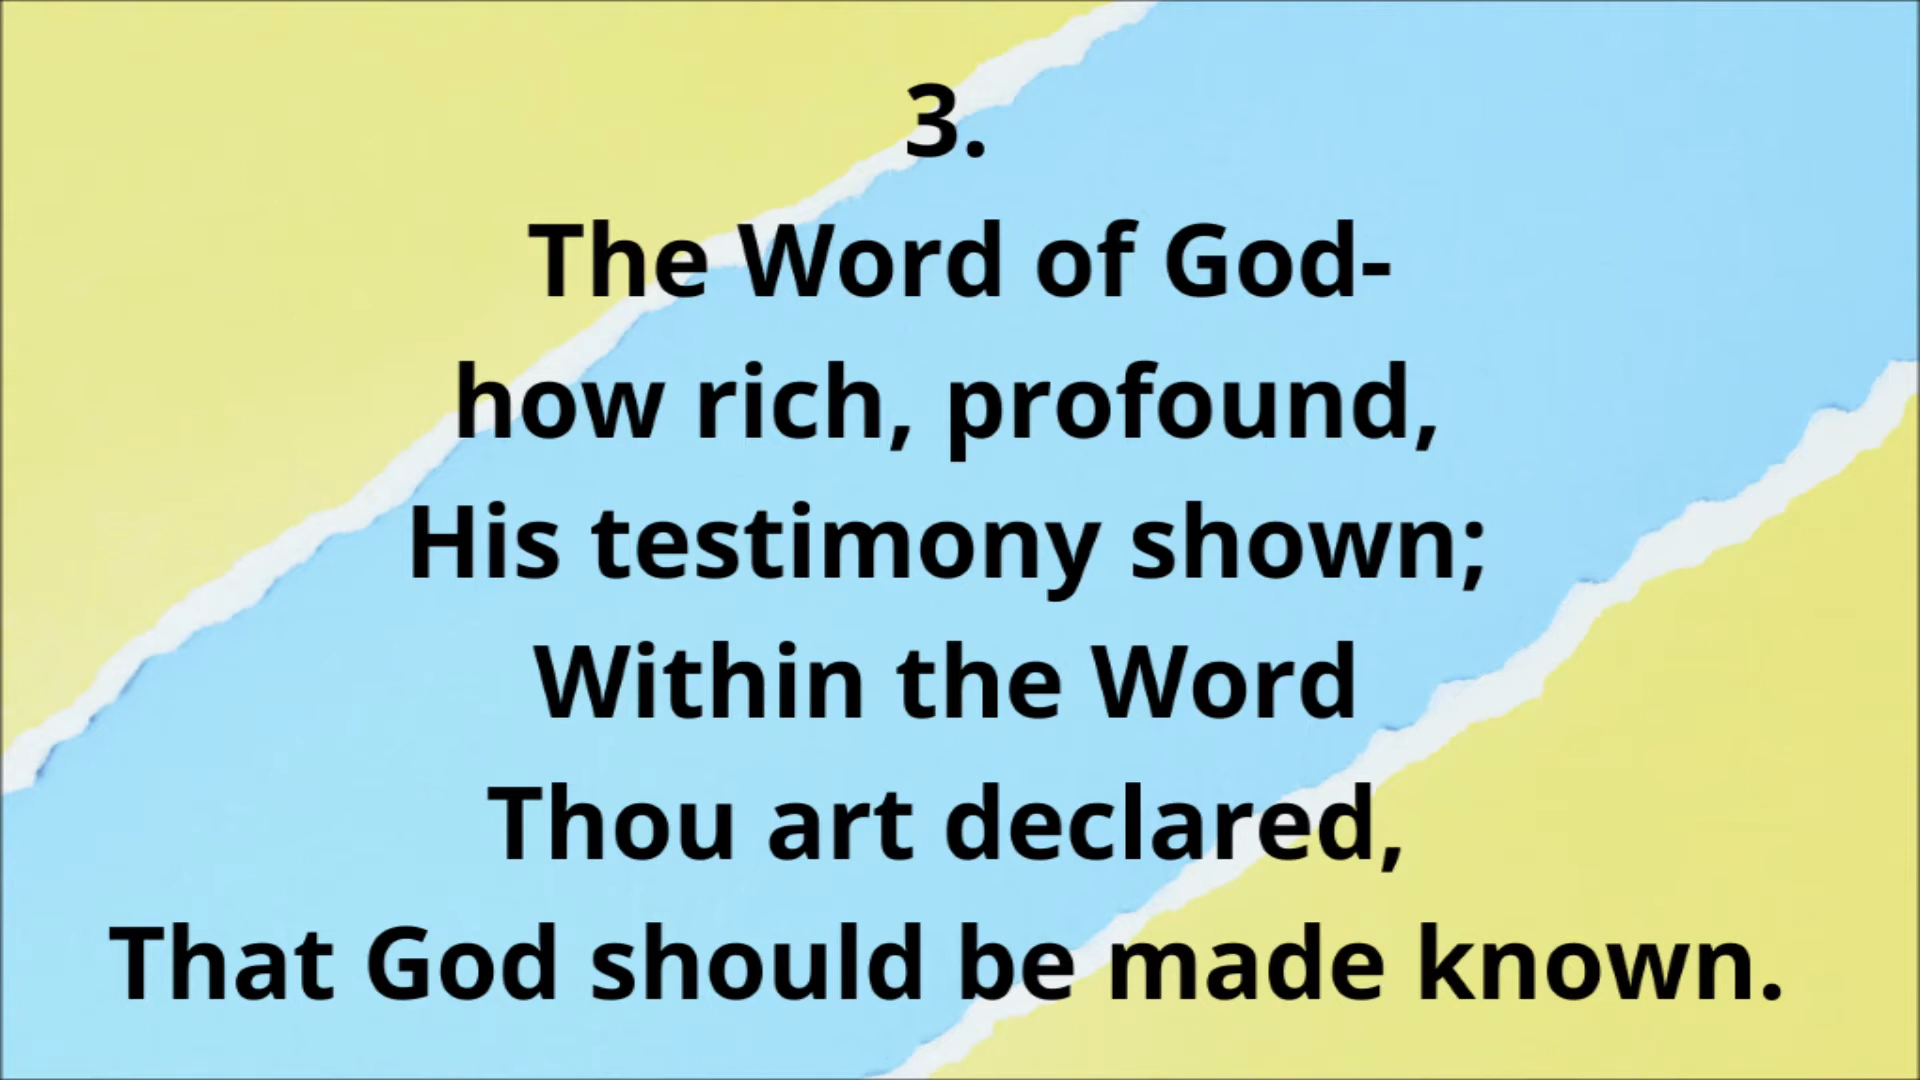 3.
The Word of God-
how rich, profound,
His testimony shown;
Within the Word
Thou art declared,
That God should be made known.